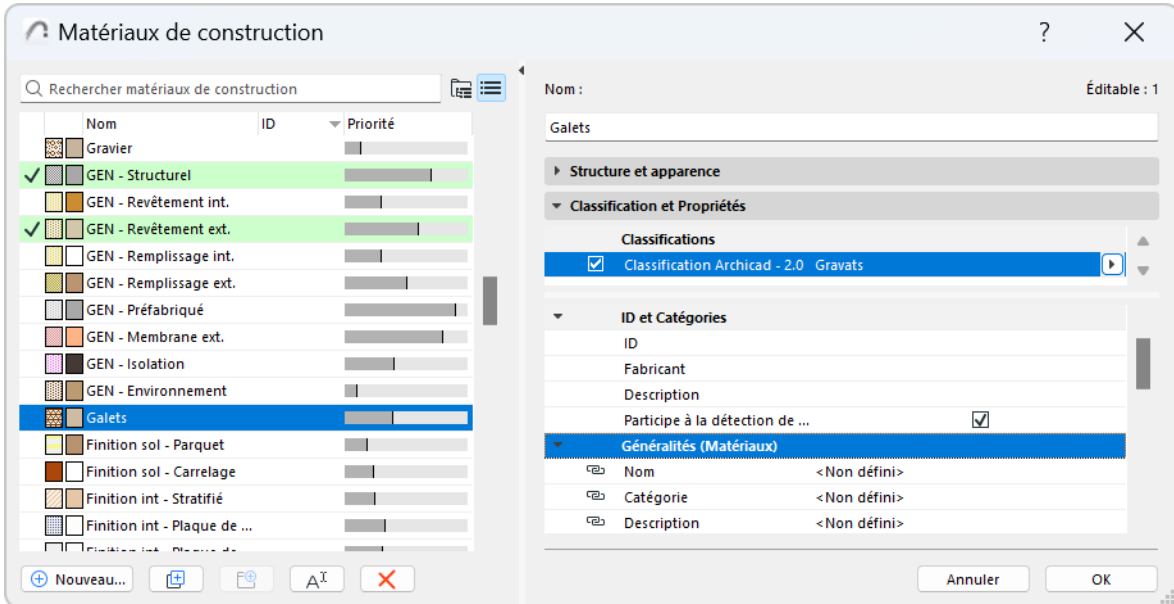 Matériaux de construction
?
Rechercher matériaux de construction
Nom ID Priorité
Gravier
GEN - Structurel
GEN - Revêtement int.
GEN - Revêtement ext.
GEN - Remplissage int.
GEN - Remplissage ext.
GEN - Préfabriqué
GEN - Membrane ext.
GEN - Isolation
GEN - Environnement
Galets
Finition sol - Parquet
Finition sol - Carrelage
Finition int - Stratifié
Finition int - Plaque de ...
Nouveau...
Nom : Éditable : 1
Galets
Structure et apparence
Classification et Propriétés
Classifications
Classification Archicad - 2.0 Gravats
ID et Catégories
ID
Fabricant
Description
Participe à la détection de ...
Généralités (Matériaux)
Nom <Non défini>
Catégorie <Non défini>
Description <Non défini>
Annuler OK